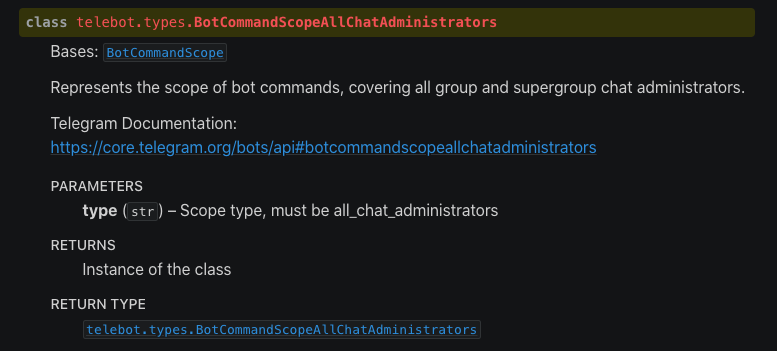 class telebot.types.BotCommandScopeAllChatAdministrators
Bases: BotCommandScope
Represents the scope of bot commands, covering all group and supergroup chat administrators.
Telegram Documentation:
https://core.telegram.org/bots/api#botcommandscopeallchatadministrators
PARAMETERS
type (str) – Scope type, must be all_chat_administrators
RETURNS
Instance of the class
RETURN TYPE
telebot.types.BotCommandScopeAllChatAdministrators